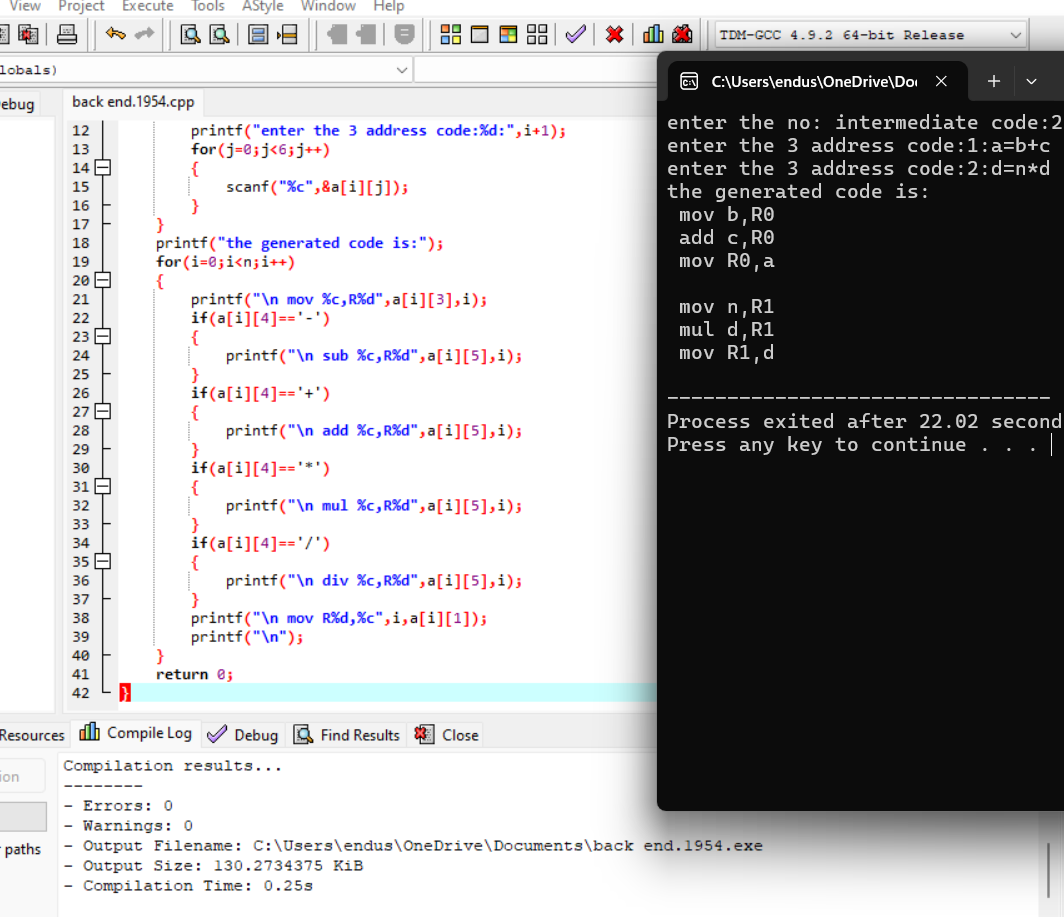 View Project Execute Tools AStyle Window Help
TDM-GCC 4.9.2 64-bit Release
lobals)
ebug
back end.1954.cpp
12 printf("enter the 3 address code:%d:",i+1);
13 for(j=0;j<6;j++)
14 {
15 scanf("%c",&a[i][j]);
16 }
17 }
18 printf("the generated code is:");
19 for(i=0;i<n;i++)
20 {
21 printf("\n mov %c,R%d",a[i][3],i);
22 if(a[i][4]=='-')
23 {
24 printf("\n sub %c,R%d",a[i][5],i);
25 }
26 if(a[i][4]=='+')
27 {
28 printf("\n add %c,R%d",a[i][5],i);
29 }
30 if(a[i][4]=='*')
31 {
32 printf("\n mul %c,R%d",a[i][5],i);
33 }
34 if(a[i][4]=='/')
35 {
36 printf("\n div %c,R%d",a[i][5],i);
37 }
38 printf("\n mov R%d,%c",i,a[i][1]);
39 printf("\n");
40 }
41 return 0;
42 }
C:\Users\endus\OneDrive\Doc
enter the no: intermediate code:2
enter the 3 address code:1:a=b+c
enter the 3 address code:2:d=n*d
the generated code is:
mov b,R0
add c,R0
mov R0,a
mov n,R1
mul d,R1
mov R1,d
--------------------------------
Process exited after 22.02 second
Press any key to continue . . .
Resources Compile Log Debug Find Results Close
ion
paths
Compilation results...
--------
- Errors: 0
- Warnings: 0
- Output Filename: C:\Users\endus\OneDrive\Documents\back end.1954.exe
- Output Size: 130.2734375 KiB
- Compilation Time: 0.25s